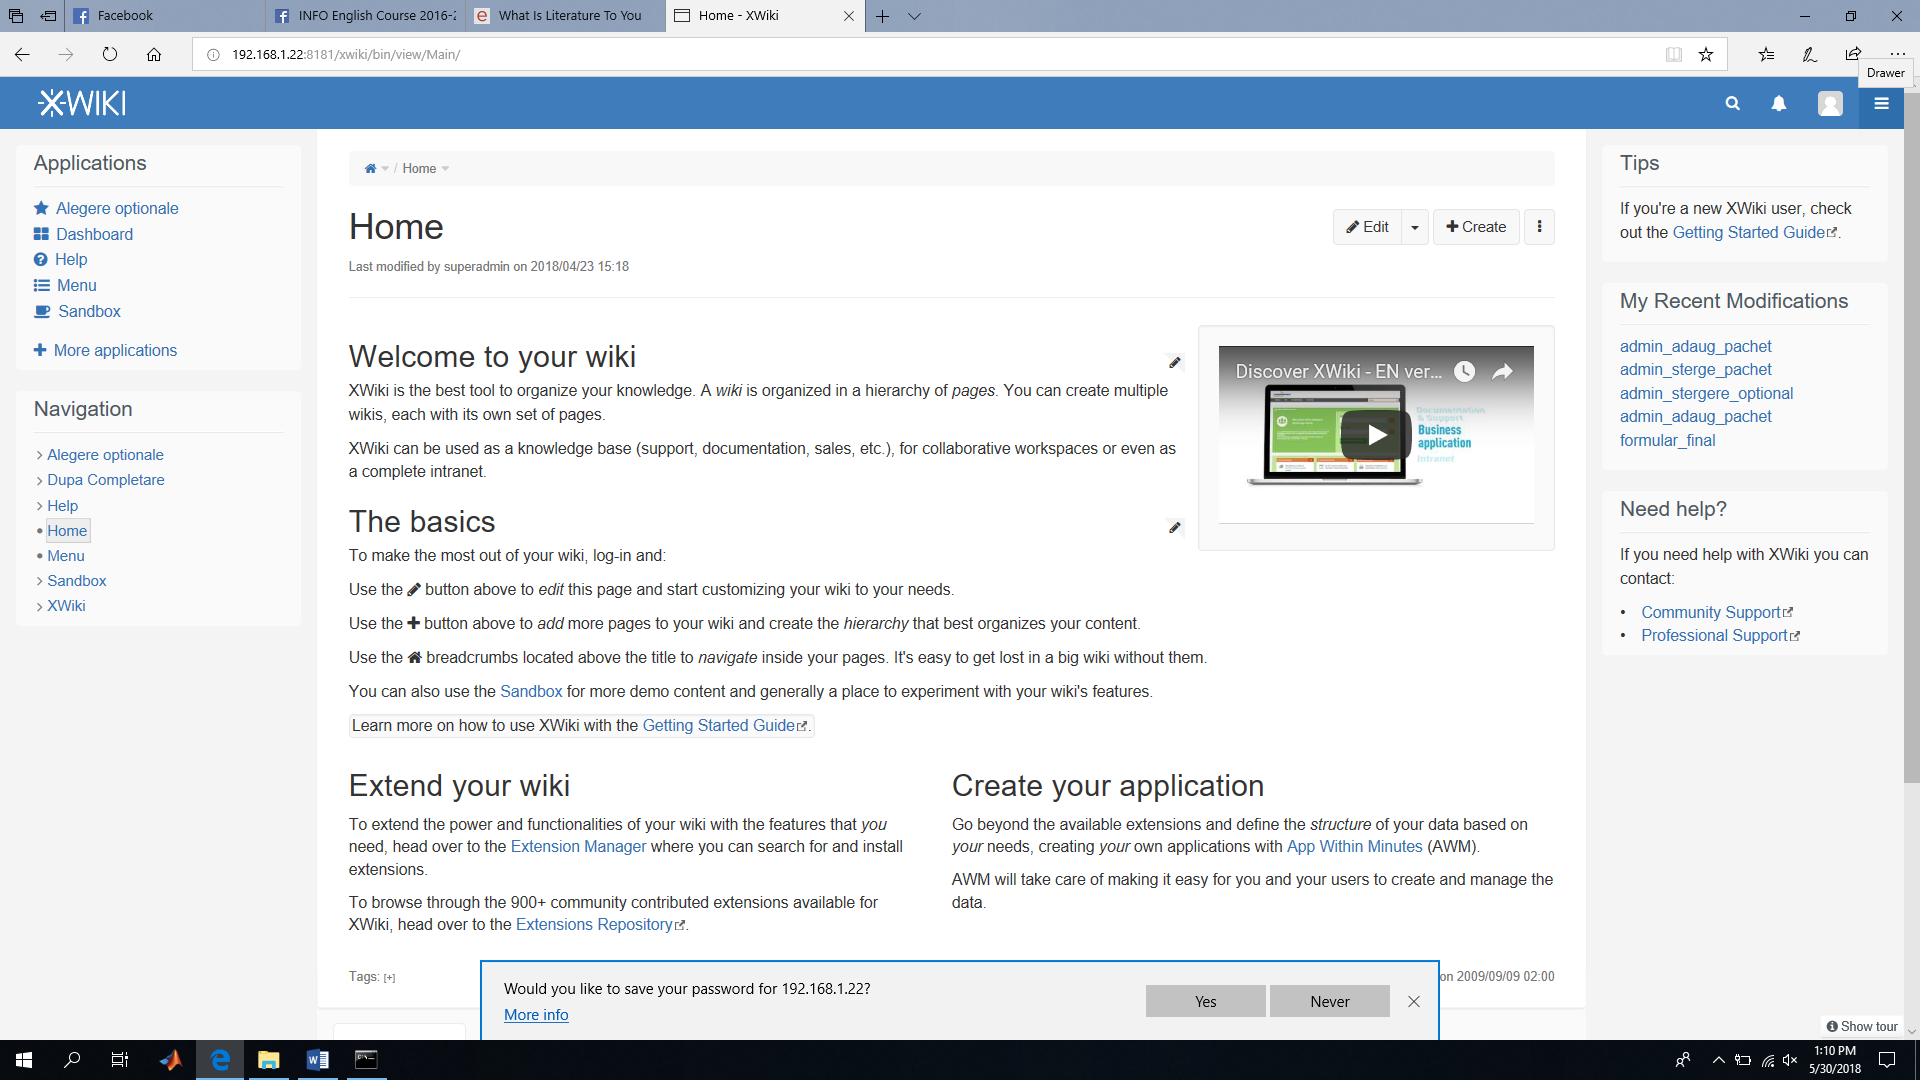 Facebook
INFO English Course 2016-2
What Is Literature To You
Home - XWiki
192.168.1.22:8181/xwiki/bin/view/Main/
Drawer
XWIKI
Applications
Alegere optionale
Dashboard
Help
Menu
Sandbox
More applications
Navigation
Alegere optionale
Dupa Completare
Help
Home
Menu
Sandbox
XWiki
/ Home
Home
Edit
Create
Last modified by superadmin on 2018/04/23 15:18
Welcome to your wiki
XWiki is the best tool to organize your knowledge. A wiki is organized in a hierarchy of pages. You can create multiple
wikis, each with its own set of pages.
XWiki can be used as a knowledge base (support, documentation, sales, etc.), for collaborative workspaces or even as
a complete intranet.
Discover XWiki - EN ver...
Documentation
& Support
Business
application
Intranet
The basics
To make the most out of your wiki, log-in and:
Use the button above to edit this page and start customizing your wiki to your needs.
Use the button above to add more pages to your wiki and create the hierarchy that best organizes your content.
Use the breadcrumbs located above the title to navigate inside your pages. It's easy to get lost in a big wiki without them.
You can also use the Sandbox for more demo content and generally a place to experiment with your wiki's features.
Learn more on how to use XWiki with the Getting Started Guide.
Extend your wiki
To extend the power and functionalities of your wiki with the features that you
need, head over to the Extension Manager where you can search for and install
extensions.
To browse through the 900+ community contributed extensions available for
XWiki, head over to the Extensions Repository.
Create your application
Go beyond the available extensions and define the structure of your data based on
your needs, creating your own applications with App Within Minutes (AWM).
AWM will take care of making it easy for you and your users to create and manage the
data.
Tags: [+]
on 2009/09/09 02:00
Tips
If you're a new XWiki user, check
out the Getting Started Guide.
My Recent Modifications
admin_adaug_pachet
admin_sterge_pachet
admin_stergere_optional
admin_adaug_pachet
formular_final
Need help?
If you need help with XWiki you can
contact:
• Community Support
• Professional Support
Would you like to save your password for 192.168.1.22?
More info
Yes
Never
Show tour
1:10 PM
5/30/2018